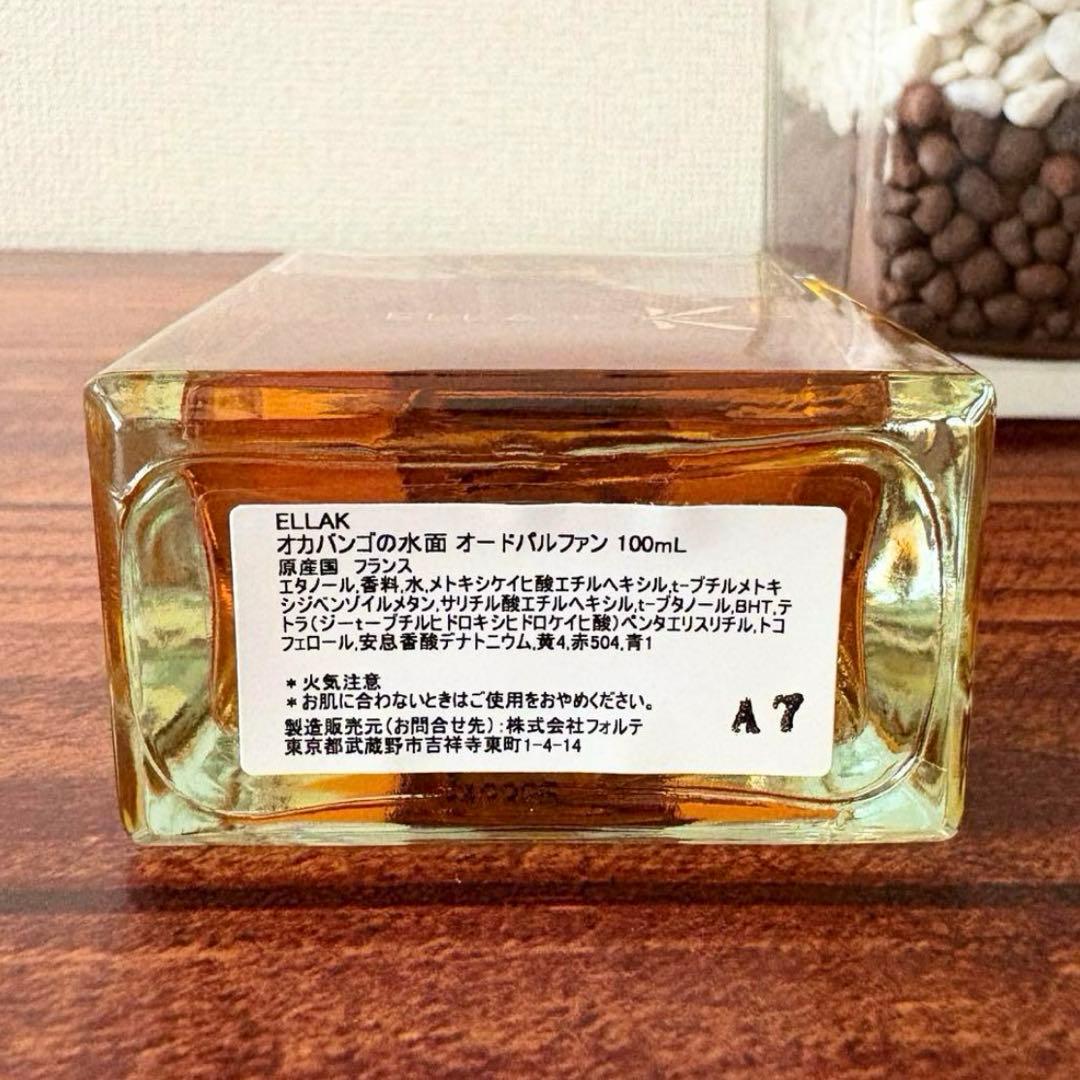 ELLAK
オカバンゴの水面 オードパルファン 100mL
原産国 フランス
エタノール,香料,水,メトキシケイヒ酸エチルヘキシル,t-ブチルメトキ
シジベンゾイルメタン,サリチル酸エチルヘキシル,t-ブタノール,BHT,テ
トラ(ジーt-ブチルヒドロキシヒドロケイヒ酸)ペンタエリスリチル,トコ
フェロール,安息香酸デナトニウム,黄4,赤504,青1
*火気注意
*お肌に合わないときはご使用をおやめください。
製造販売元(お問合せ先):株式会社フォルテ
東京都武蔵野市吉祥寺東町1-4-14
A7